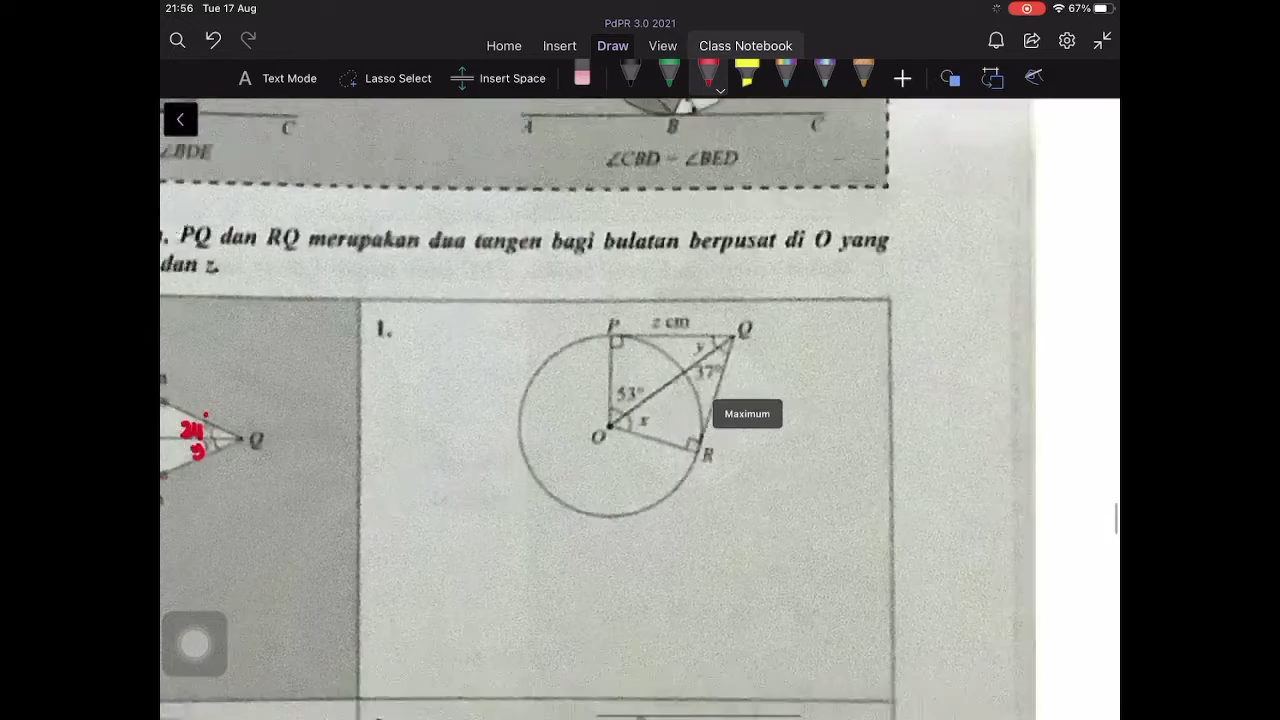 21:56 Tue 17 Aug
67%
PdPR 3.0 2021
Home Insert Draw View Class Notebook
A Text Mode Lasso Select Insert Space
C
∠BDE
A B C
∠CBD = ∠BED
. PQ dan RQ merupakan dua tangen bagi bulatan berpusat di O yang
dan z.
1.
P z cm Q
y
37°
53°
x
O
R
Maximum
24
Q